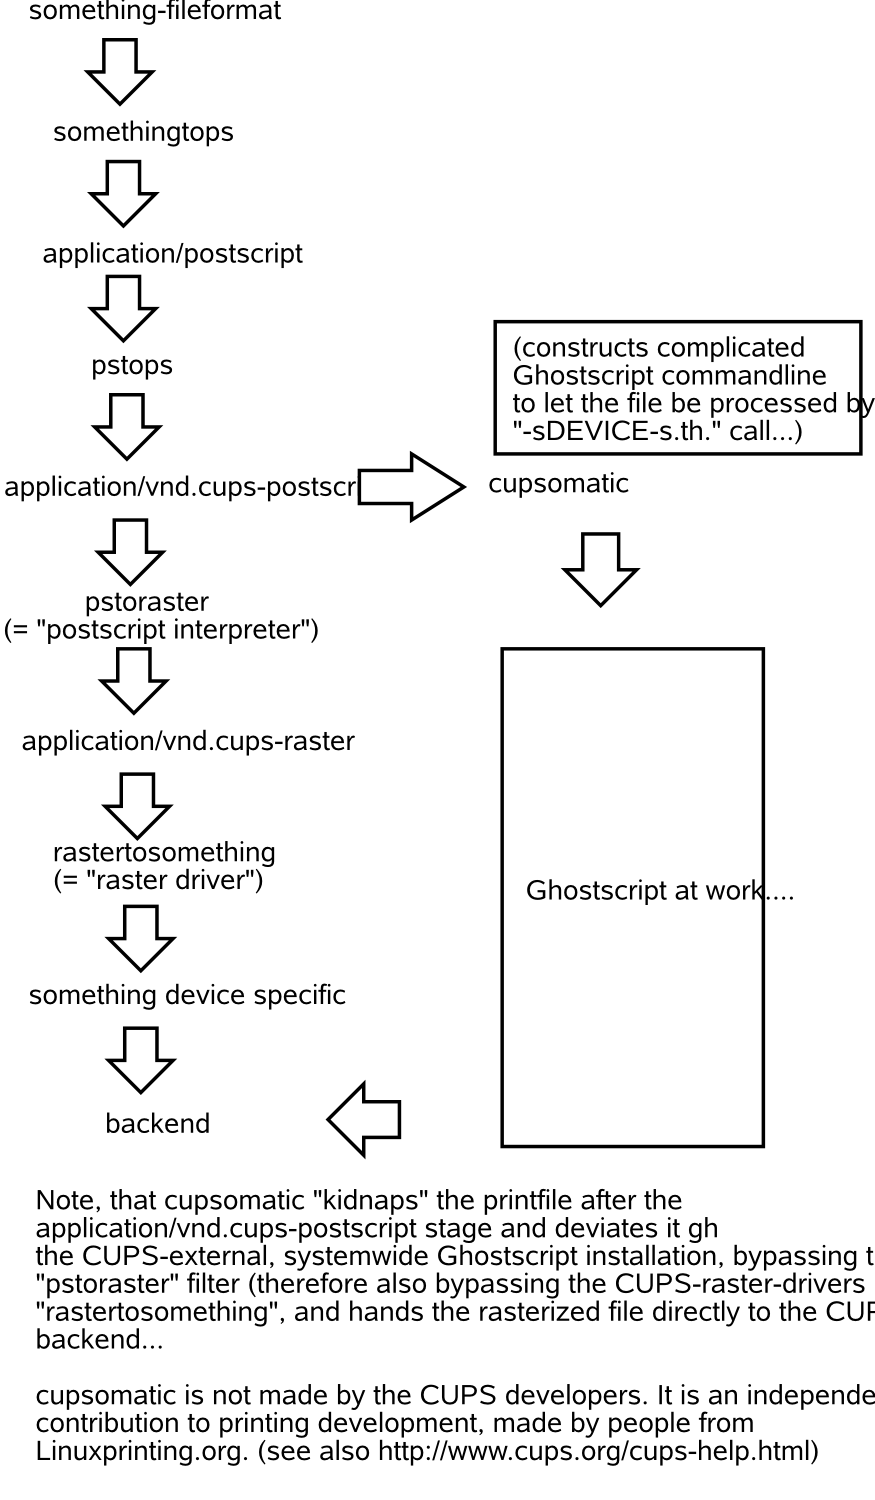 something-fileformat
somethingtops
application/postscript
pstops
(constructs complicated
Ghostscript commandline
to let the file be processed by
"-sDEVICE-s.th." call...)
application/vnd.cups-postscr
cupsomatic
pstoraster
(= "postscript interpreter")
application/vnd.cups-raster
rastertosomething
(= "raster driver")
Ghostscript at work....
something device specific
backend
Note, that cupsomatic "kidnaps" the printfile after the
application/vnd.cups-postscript stage and deviates it gh
the CUPS-external, systemwide Ghostscript installation, bypassing t
"pstoraster" filter (therefore also bypassing the CUPS-raster-drivers
"rastertosomething", and hands the rasterized file directly to the CUP
backend...
cupsomatic is not made by the CUPS developers. It is an independe
contribution to printing development, made by people from
Linuxprinting.org. (see also http://www.cups.org/cups-help.html)